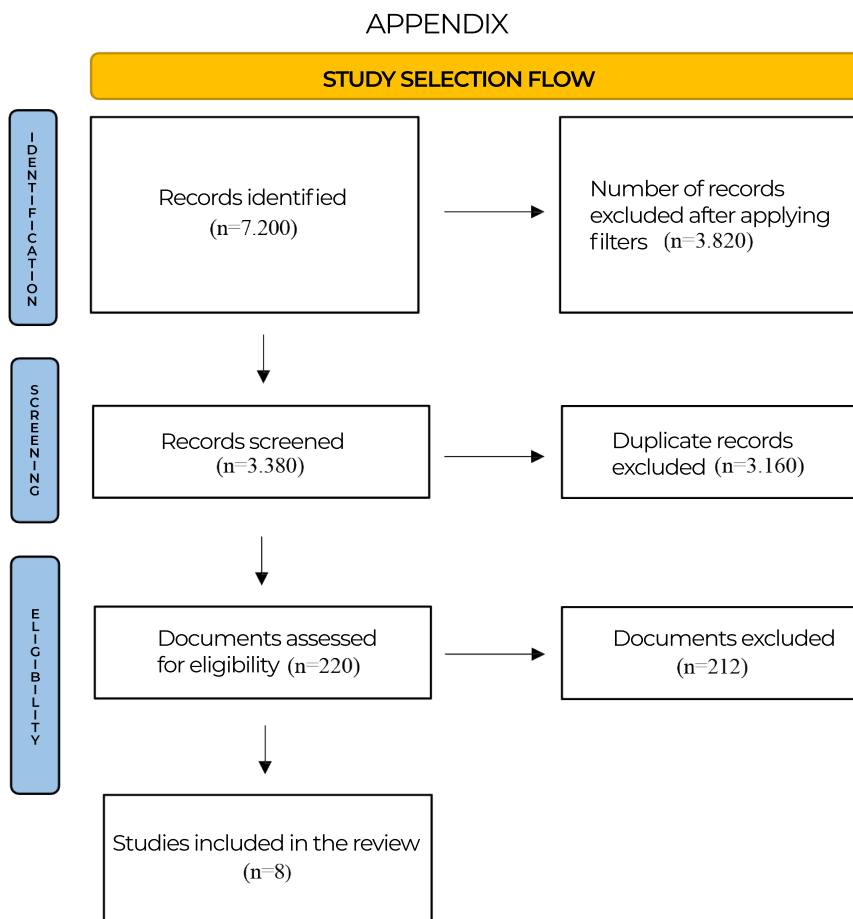 APPENDIX
STUDY SELECTION FLOW
IDENTIFICATION
Records identified
(n=7.200)
Number of records
excluded after applying
filters (n=3.820)
SCREENING
Records screened
(n=3.380)
Duplicate records
excluded (n=3.160)
ELIGIBILITY
Documents assessed
for eligibility (n=220)
Documents excluded
(n=212)
Studies included in the review
(n=8)